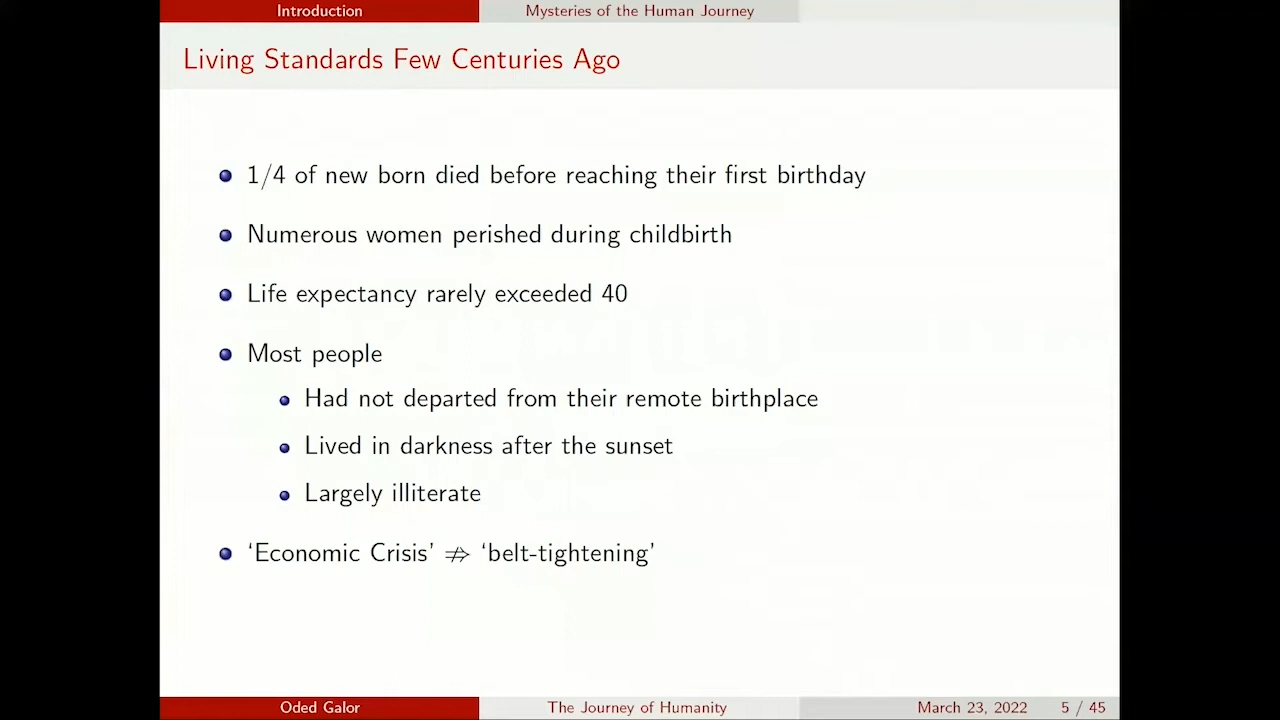 Introduction
Mysteries of the Human Journey
Living Standards Few Centuries Ago
1/4 of new born died before reaching their first birthday
Numerous women perished during childbirth
Life expectancy rarely exceeded 40
Most people
Had not departed from their remote birthplace
Lived in darkness after the sunset
Largely illiterate
‘Economic Crisis’ ⇏ ‘belt-tightening’
Oded Galor
The Journey of Humanity
March 23, 2022
5 / 45